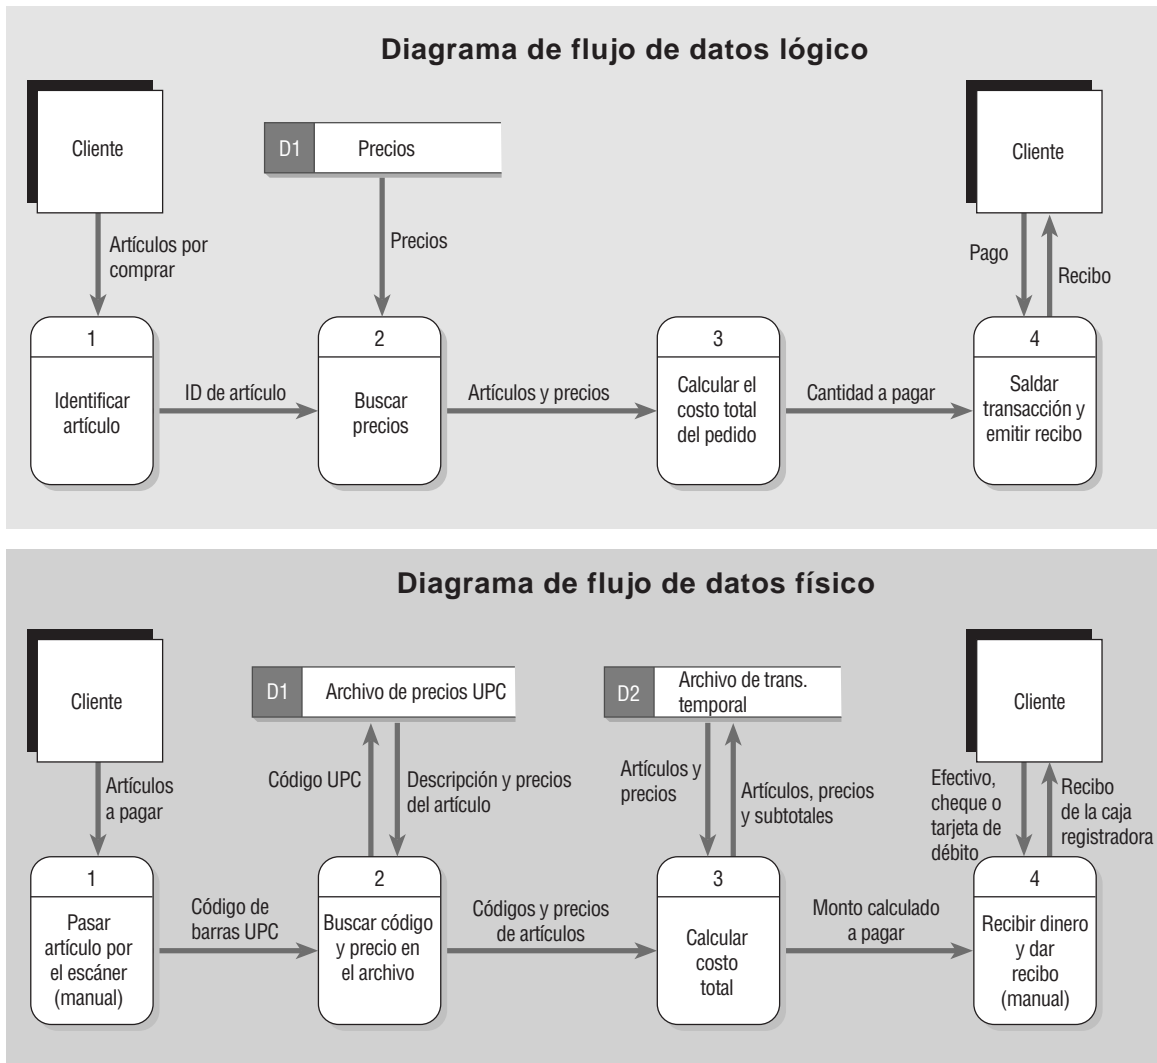 Diagrama de flujo de datos lógico
Cliente
D1
Precios
Cliente
Artículos por
comprar
Precios
Pago
Recibo
1
Identificar
artículo
ID de artículo
2
Buscar
precios
Artículos y precios
3
Calcular el
costo total
del pedido
Cantidad a pagar
4
Saldar
transacción y
emitir recibo
Diagrama de flujo de datos físico
Cliente
D1
Archivo de precios UPC
D2
Archivo de trans.
temporal
Cliente
Artículos
a pagar
Código UPC
Descripción y precios
del artículo
Artículos y
precios
Artículos, precios
y subtotales
Efectivo,
cheque o
tarjeta de
débito
Recibo
de la caja
registradora
1
Pasar
artículo por
el escáner
(manual)
Código de
barras UPC
2
Buscar código
y precio en
el archivo
Códigos y precios
de artículos
3
Calcular
costo
total
Monto calculado
a pagar
4
Recibir dinero
y dar
recibo
(manual)